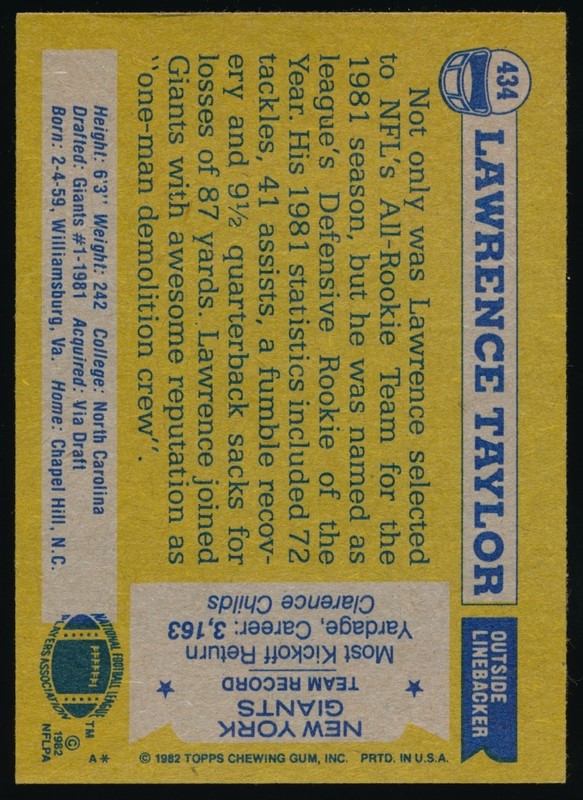 434
LAWRENCE TAYLOR
OUTSIDE
LINEBACKER
Not only was Lawrence selected
to NFL's All-Rookie Team for the
1981 season, but he was named as
league's Defensive Rookie of the
Year. His 1981 statistics included 72
tackles, 41 assists, a fumble recov-
ery and 9½ quarterback sacks for
losses of 87 yards. Lawrence joined
Giants with awesome reputation as
"one-man demolition crew".
Height: 6'3" Weight: 242 College: North Carolina
Drafted: Giants #1-1981 Acquired: Via Draft
Born: 2-4-59, Williamsburg, Va. Home: Chapel Hill, N.C.
NEW YORK
GIANTS
TEAM RECORD
Most Kickoff Return
Yardage, Career: 3,163
Clarence Childs
NATIONAL FOOTBALL LEAGUE
PLAYERS ASSOCIATION
TM
©
1982
NFLPA
A*
© 1982 TOPPS CHEWING GUM, INC. PRTD. IN U.S.A.